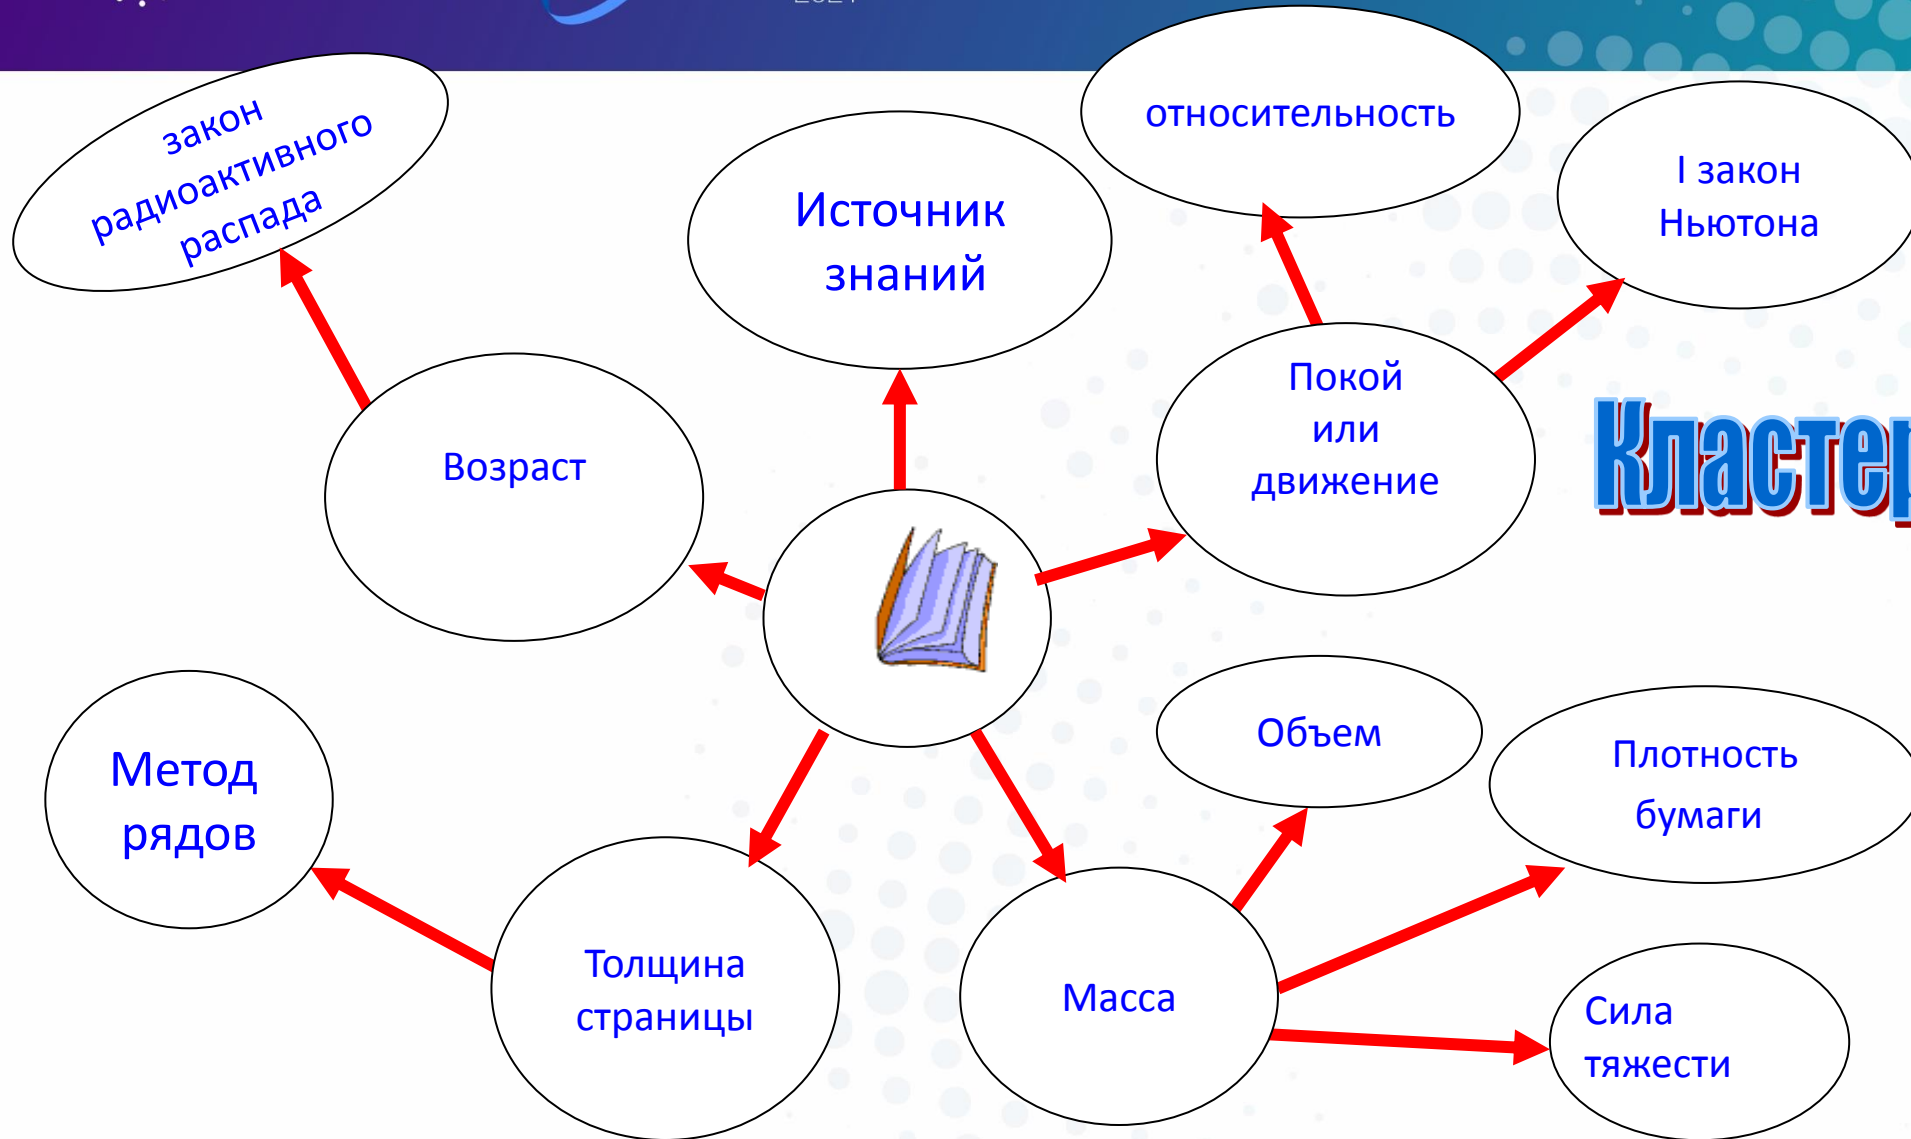 закон
радиоактивного
распада
Источник
знаний
относительность
I закон
Ньютона
Возраст
Покой
или
движение
Кластер
Метод
рядов
Объем
Плотность
бумаги
Толщина
страницы
Масса
Сила
тяжести